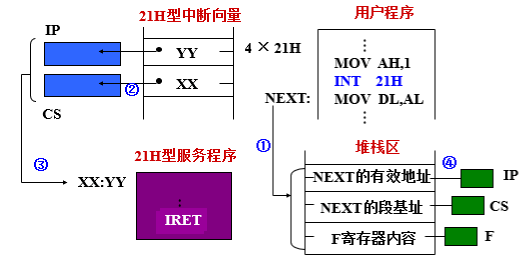 21H型中断向量
用户程序
IP
YY
4 × 21H
XX
②
CS
MOV AH,1
INT 21H
NEXT:
MOV DL,AL
①
堆栈区
④
③
21H型服务程序
XX:YY
IRET
NEXT的有效地址
IP
NEXT的段基址
CS
F寄存器内容
F